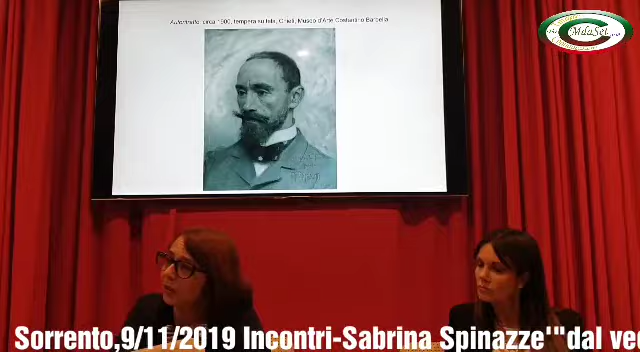 Autoritratto, circa 1900, tempera su tela, Chieti, Museo d'Arte Costantino Barbella
CMdaSet
Sorrento,9/11/2019 Incontri-Sabrina Spinazze'"dal ve